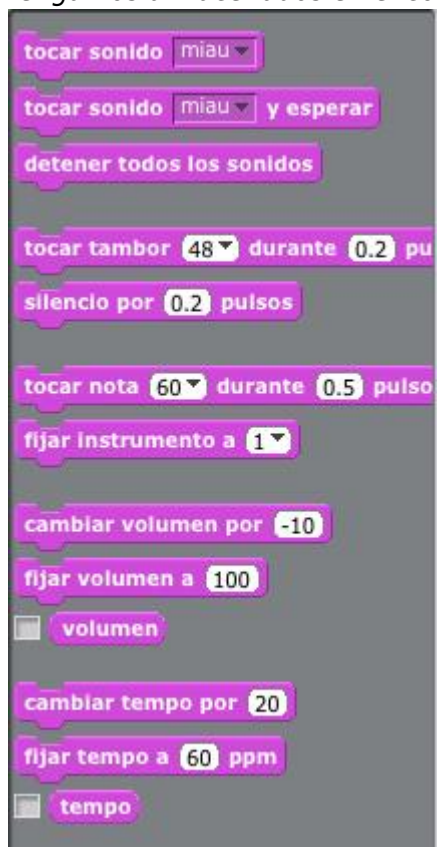 tocar sonido miau
tocar sonido miau y esperar
detener todos los sonidos
tocar tambor 48 durante 0.2 pu
silencio por 0.2 pulsos
tocar nota 60 durante 0.5 pulso
fijar instrumento a 1
cambiar volumen por -10
fijar volumen a 100
volumen
cambiar tempo por 20
fijar tempo a 60 ppm
tempo